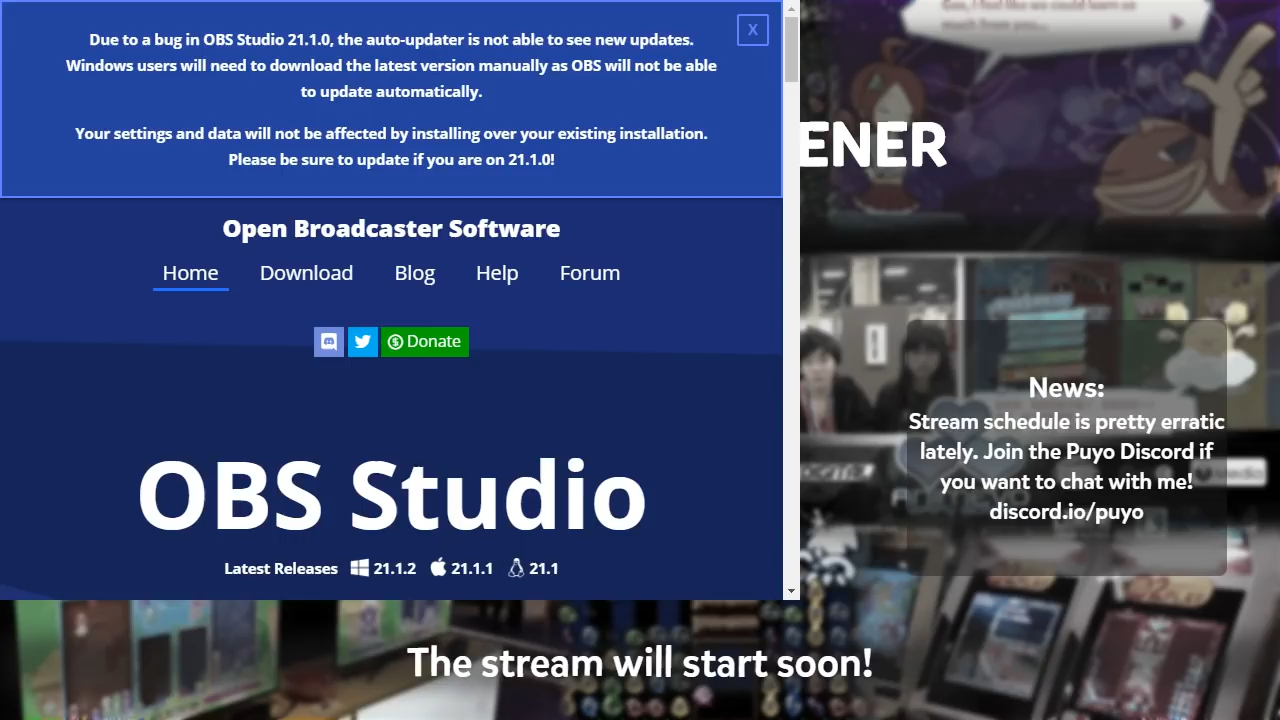 Due to a bug in OBS Studio 21.1.0, the auto-updater is not able to see new updates.
Windows users will need to download the latest version manually as OBS will not be able
to update automatically.
Your settings and data will not be affected by installing over your existing installation.
Please be sure to update if you are on 21.1.0!
X
Open Broadcaster Software
Home Download Blog Help Forum
Donate
OBS Studio
Latest Releases 21.1.2 21.1.1 21.1
ENER
News:
Stream schedule is pretty erratic
lately. Join the Puyo Discord if
you want to chat with me!
discord.io/puyo
The stream will start soon!